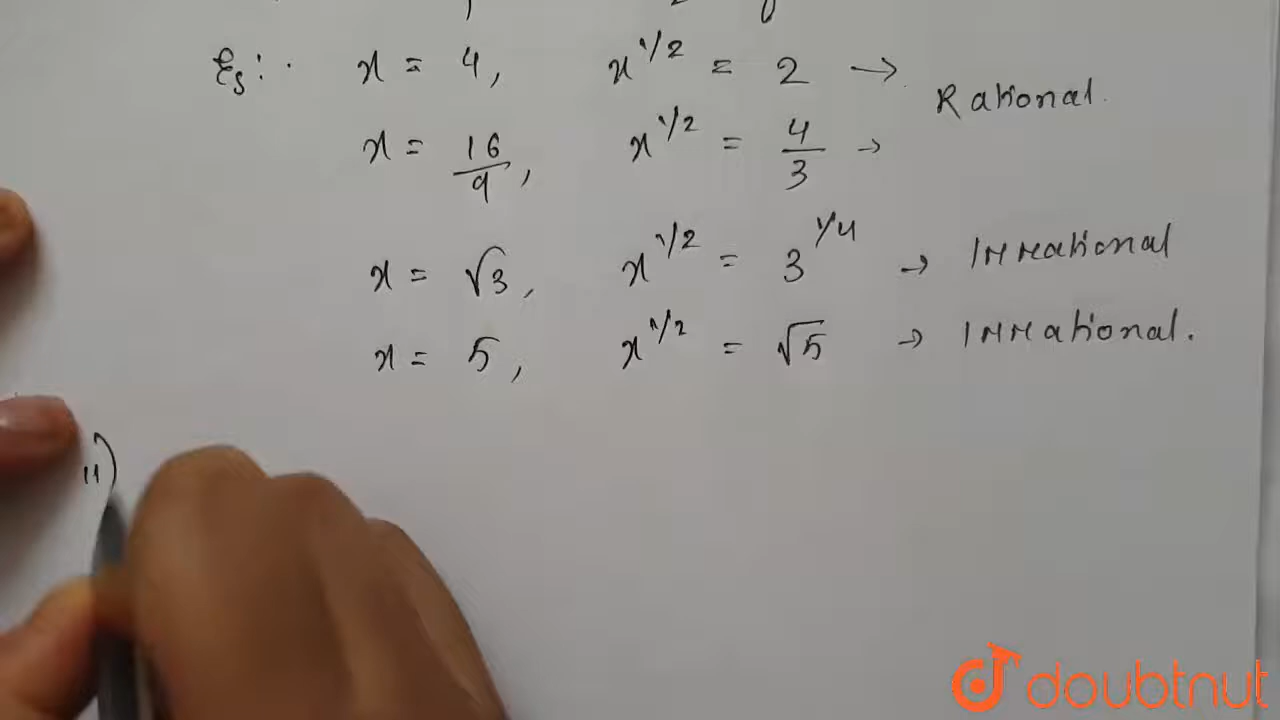 Eg:. x = 4, x^1/2 = 2 →
Rational.
x = 16/9, x^1/2 = 4/3 →
x = √3, x^1/2 = 3^1/4 → Irrational
x = 5, x^1/2 = √5 → Irrational.
11)
doubtnut